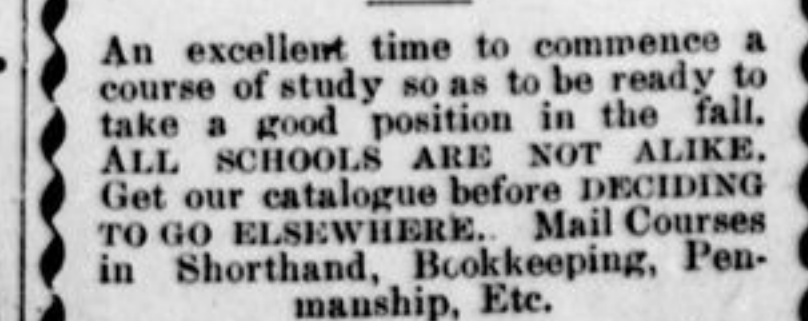 An excellent time to commence a
course of study so as to be ready to
take a good position in the fall.
ALL SCHOOLS ARE NOT ALIKE.
Get our catalogue before DECIDING
TO GO ELSEWHERE. Mail Courses
in Shorthand, Bookkeeping, Pen-
manship, Etc.